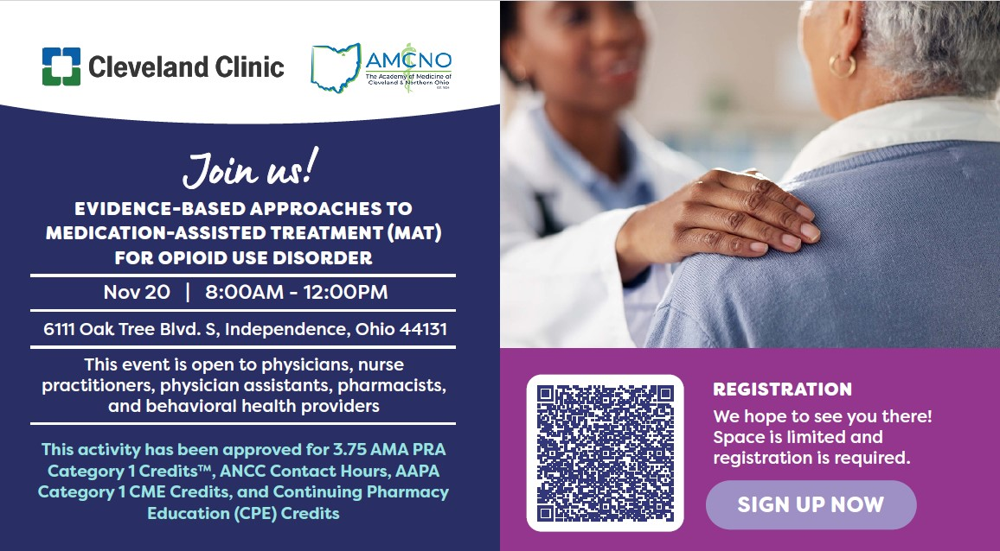 Cleveland Clinic
AMCNO
The Academy of Medicine of
Cleveland & Northern Ohio
EST. 1824
Join us!
EVIDENCE-BASED APPROACHES TO
MEDICATION-ASSISTED TREATMENT (MAT)
FOR OPIOID USE DISORDER
Nov 20 | 8:00AM - 12:00PM
6111 Oak Tree Blvd. S, Independence, Ohio 44131
This event is open to physicians, nurse
practitioners, physician assistants, pharmacists,
and behavioral health providers
This activity has been approved for 3.75 AMA PRA
Category 1 Credits™, ANCC Contact Hours, AAPA
Category 1 CME Credits, and Continuing Pharmacy
Education (CPE) Credits
REGISTRATION
We hope to see you there!
Space is limited and
registration is required.
SIGN UP NOW